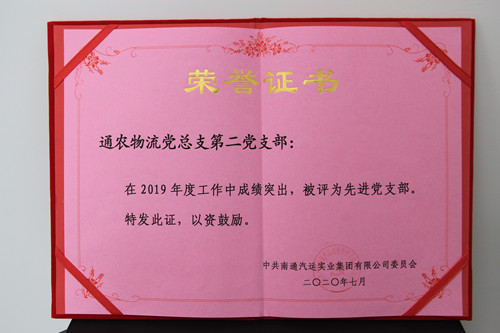 荣誉证书
通农物流党总支第二党支部：
在2019年度工作中成绩突出，被评为先进党支部。
特发此证，以资鼓励。
中共南通汽运实业集团有限公司委员会
二〇二〇年七月